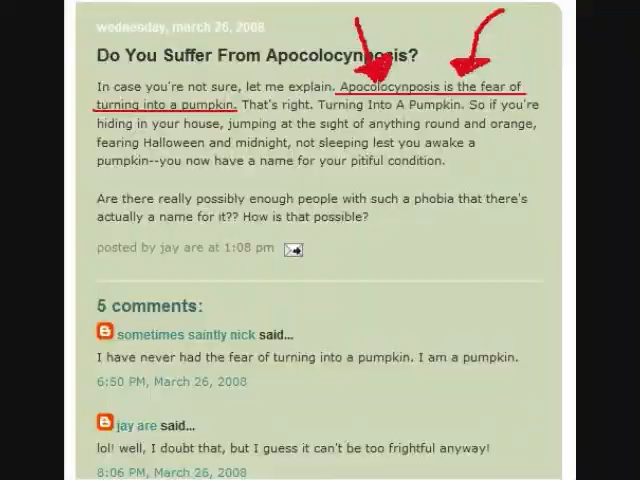 wednesday, march 26, 2008
Do You Suffer From Apocolocynposis?
In case you're not sure, let me explain. Apocolocynposis is the fear of
turning into a pumpkin. That's right. Turning Into A Pumpkin. So if you're
hiding in your house, jumping at the sight of anything round and orange,
fearing Halloween and midnight, not sleeping lest you awake a
pumpkin--you now have a name for your pitiful condition.
Are there really possibly enough people with such a phobia that there's
actually a name for it?? How is that possible?
posted by jay are at 1:08 pm
5 comments:
sometimes saintly nick said...
I have never had the fear of turning into a pumpkin. I am a pumpkin.
6:50 PM, March 26, 2008
jay are said...
lol! well, I doubt that, but I guess it can't be too frightful anyway!
8:06 PM, March 26, 2008